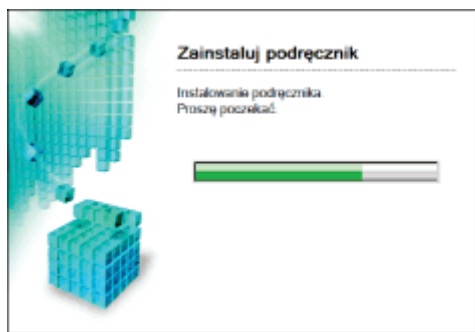 Zainstaluj podręcznik
Instalowanie podręcznika.
Proszę poczekać.